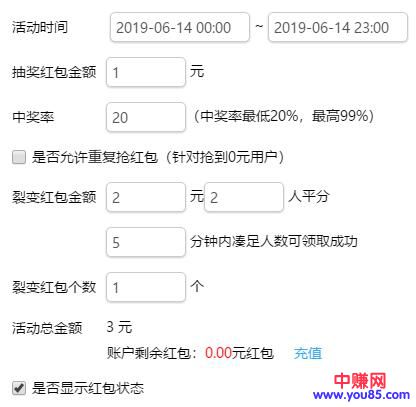 活动时间 2019-06-14 00:00 ~ 2019-06-14 23:00
抽奖红包金额 1 元
中奖率 20 (中奖率最低20%，最高99%)
是否允许重复抢红包（针对抢到0元用户）
裂变红包金额 2 元 2 人平分
5 分钟内凑足人数可领取成功
裂变红包个数 1 个
活动总金额 3 元
账户剩余红包：0.00元红包 充值
是否显示红包状态
中赚网
www.you85.com